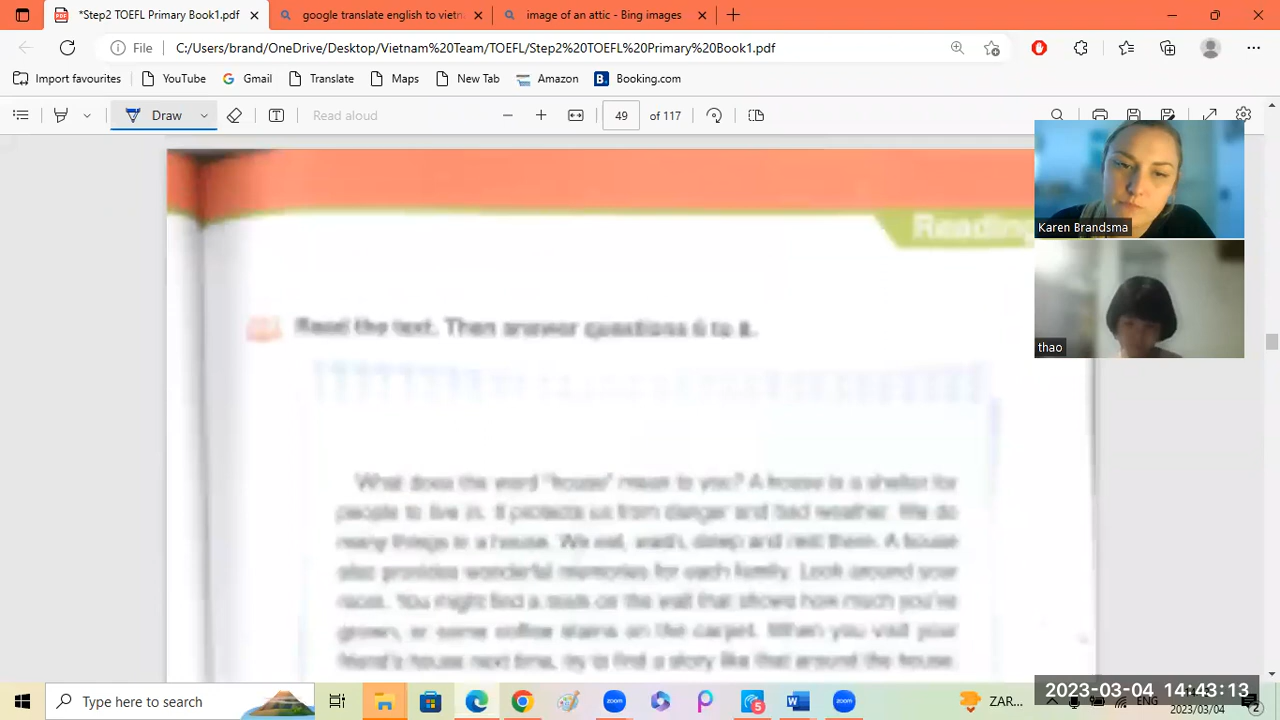 *Step2 TOEFL Primary Book1.pdf
google translate english to vietn
image of an attic - Bing images
File
C:/Users/brand/OneDrive/Desktop/Vietnam%20Team/TOEFL/Step2%20TOEFL%20Primary%20Book1.pdf
Import favourites
YouTube
Gmail
Translate
Maps
New Tab
Amazon
B.
Booking.com
Draw
Read aloud
49
of 117
Reading
Karen Brandsma
thao
Read the text. Then answer questions 6 to 8.
What does the word "house" mean to you? A house is a shelter for
people to live in. It protects us from danger and bad weather. We do
many things in a house. We eat, wash, sleep and rest there. A house
also provides wonderful memories for each family. Look around your
room. You might find a mark on the wall that shows how much you've
grown, or some coffee stains on the carpet. When you visit your
friend's house next time, try to find a story like that around the house.
Type here to search
ZAR...
ENG
2023-03-04 14:43:13
2023/03/04